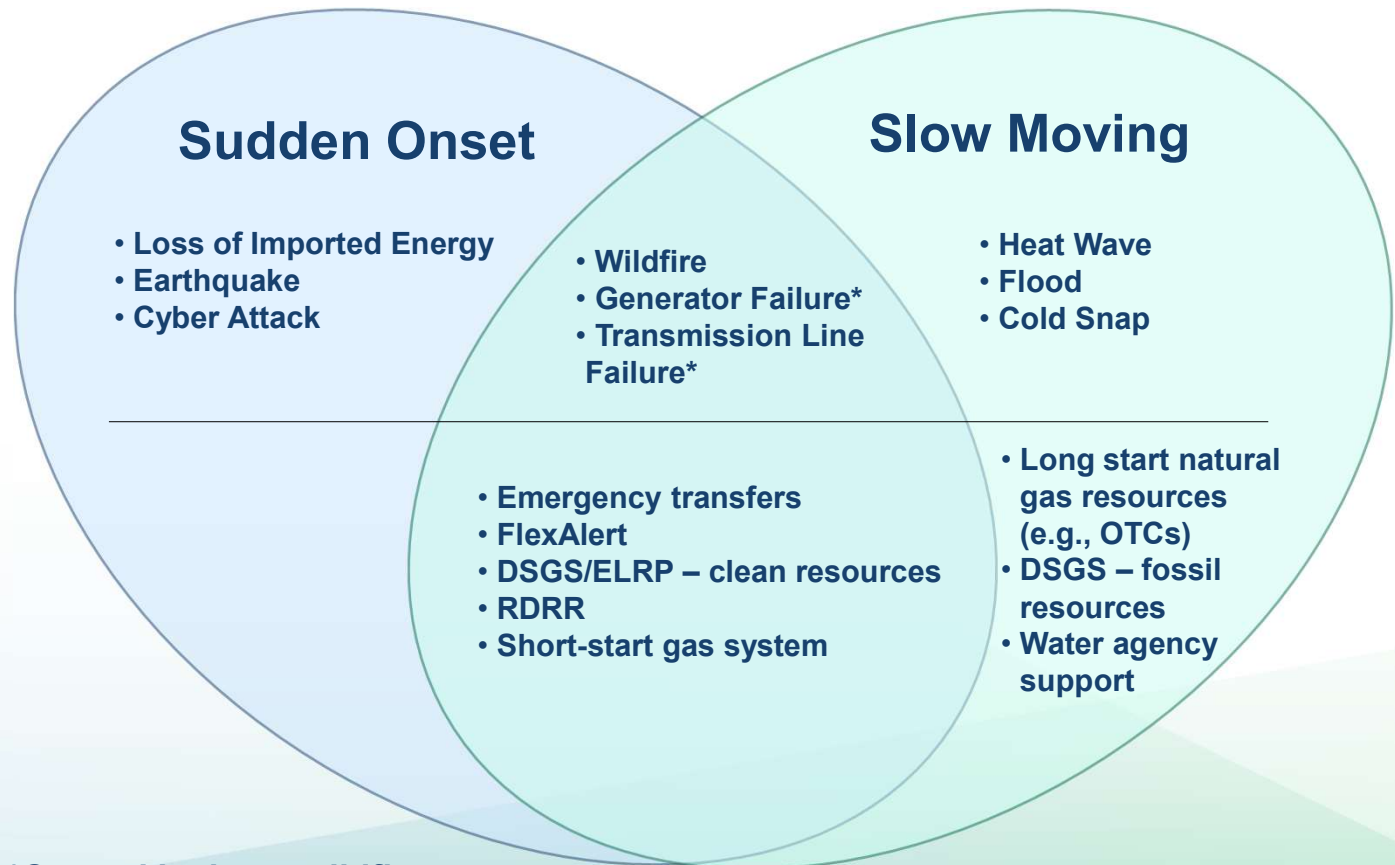 Sudden Onset
Slow Moving
• Loss of Imported Energy
• Earthquake
• Cyber Attack
• Wildfire
• Generator Failure*
• Transmission Line
Failure*
• Heat Wave
• Flood
• Cold Snap
• Emergency transfers
• FlexAlert
• DSGS/ELRP – clean resources
• RDRR
• Short-start gas system
• Long start natural
gas resources
(e.g., OTCs)
• DSGS – fossil
resources
• Water agency
support